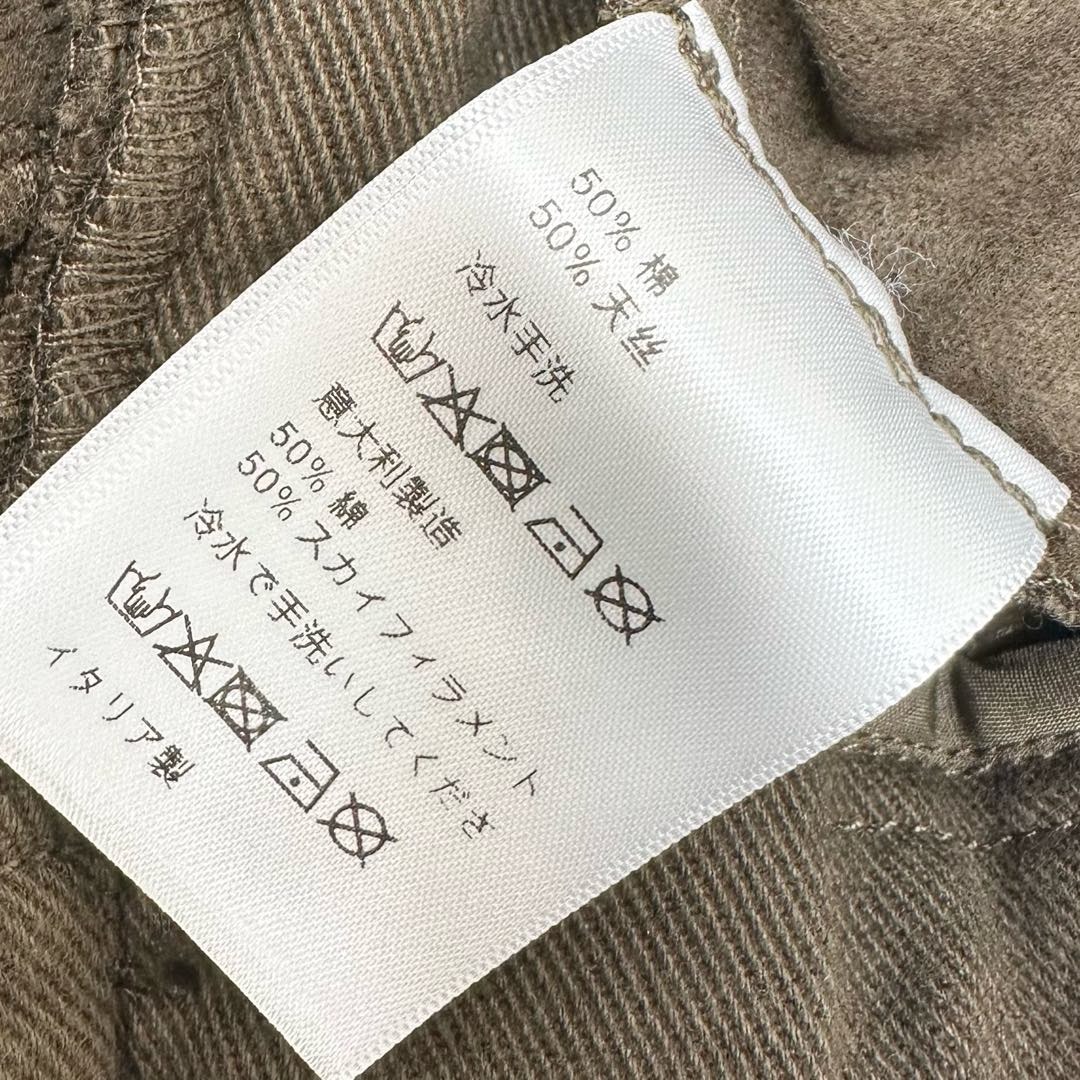 50% 棉
50% 天丝
冷水手洗
意大利製造
50% 綿
50% スカイフィラメント
冷水で手洗いしてくださ
イタリア製